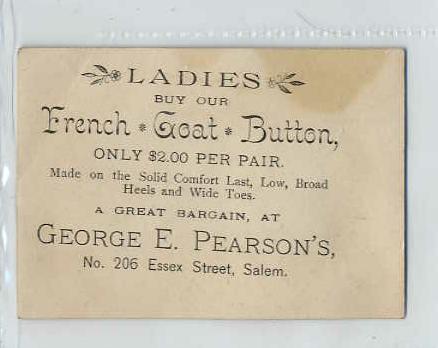 LADIES
BUY OUR
French * Goat * Button,
ONLY $2.00 PER PAIR.
Made on the Solid Comfort Last, Low, Broad
Heels and Wide Toes.
A GREAT BARGAIN, AT
GEORGE E. PEARSON'S,
No. 206 Essex Street, Salem.